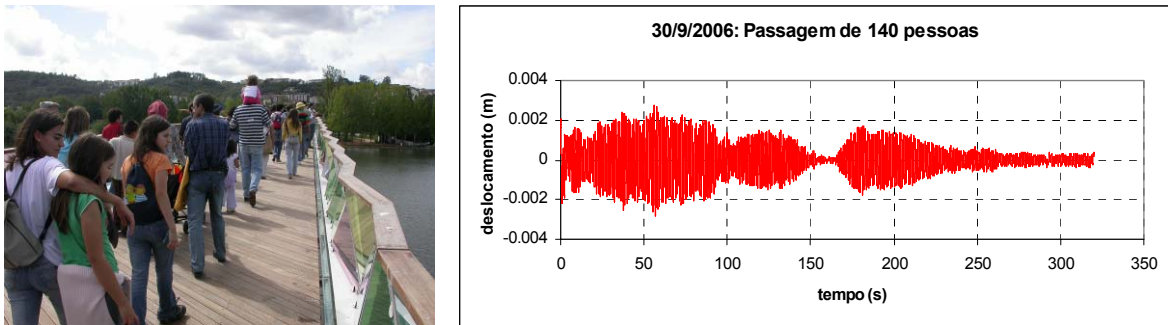 30/9/2006: Passagem de 140 pessoas
deslocamento (m)
0.004
0.002
0
-0.002
-0.004
0 50 100 150 200 250 300 350
tempo (s)